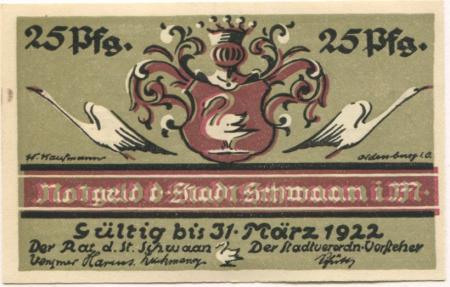 25 Pfg. 25 Pfg.
W. Kaufmann Oldenburg i.O.
Notgeld d. Stadt Schwaan i M.
Gültig bis 31. März 1922
Der Rat d. St. Schwaan Der Stadtverordn.-Vorsteher